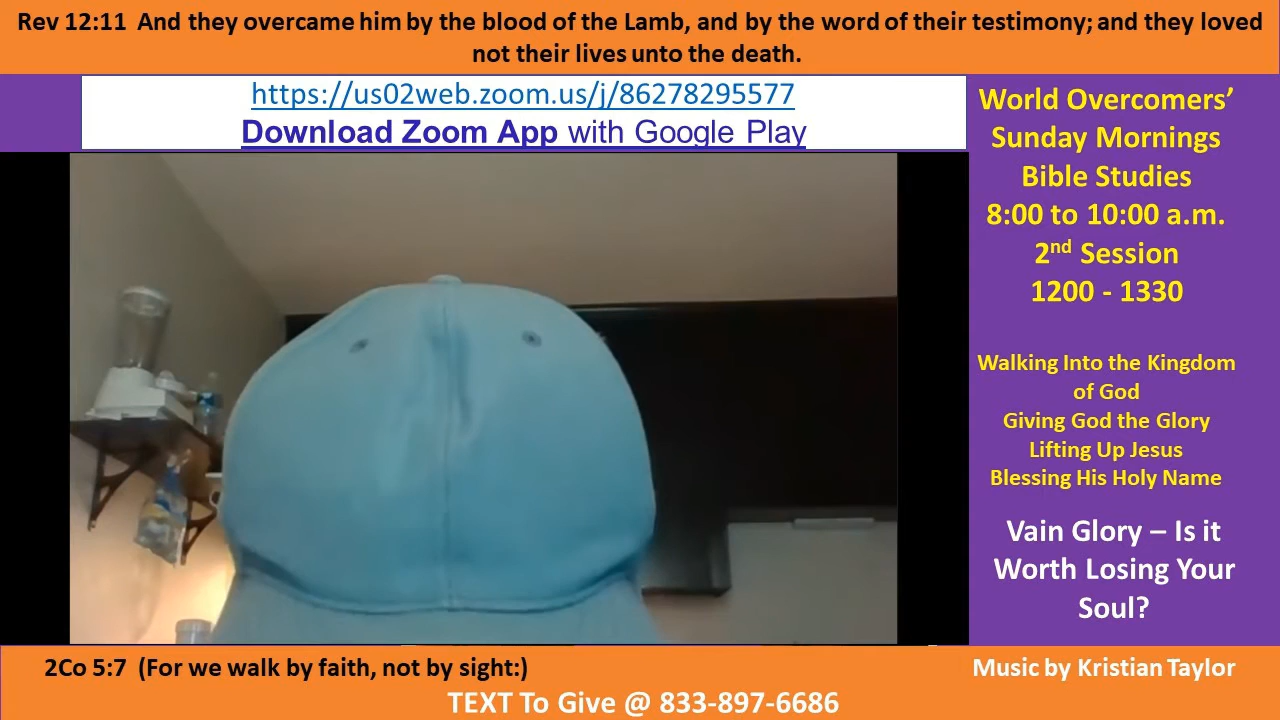 Rev 12:11  And they overcame him by the blood of the Lamb, and by the word of their testimony; and they loved
not their lives unto the death.
https://us02web.zoom.us/j/86278295577
Download Zoom App with Google Play
World Overcomers’
Sunday Mornings
Bible Studies
8:00 to 10:00 a.m.
2nd Session
1200 - 1330
Walking Into the Kingdom
of God
Giving God the Glory
Lifting Up Jesus
Blessing His Holy Name
Vain Glory – Is it
Worth Losing Your
Soul?
2Co 5:7  (For we walk by faith, not by sight:)
Music by Kristian Taylor
TEXT To Give @ 833-897-6686